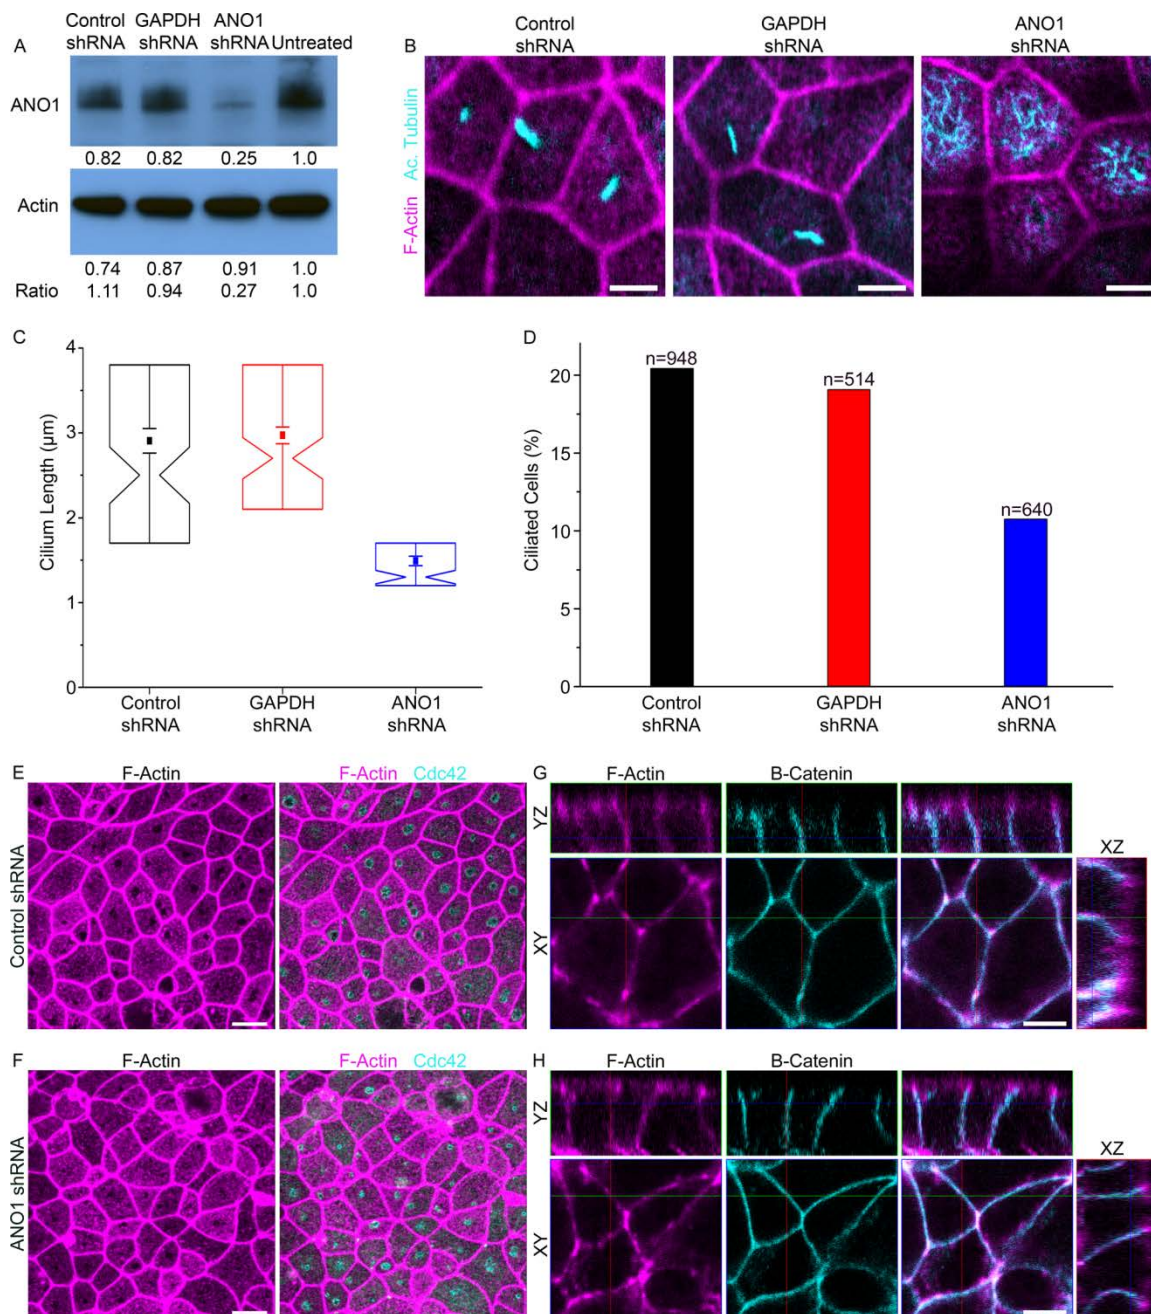 A
Control GAPDH ANO1
shRNA shRNA shRNA Untreated
ANO1
0.82 0.82 0.25 1.0
Actin
0.74 0.87 0.91 1.0
Ratio 1.11 0.94 0.27 1.0
B
Control shRNA
GAPDH shRNA
ANO1 shRNA
F-Actin Ac. Tubulin
C
Cilium Length (µm)
4
3
2
1
0
Control shRNA
GAPDH shRNA
ANO1 shRNA
D
Ciliated Cells (%)
20
15
10
5
0
n=948
n=514
n=640
Control shRNA
GAPDH shRNA
ANO1 shRNA
E
F-Actin
F-Actin Cdc42
Control shRNA
F
F-Actin
F-Actin Cdc42
ANO1 shRNA
G
F-Actin
B-Catenin
YZ
XY
XZ
H
F-Actin
B-Catenin
YZ
XY
XZ